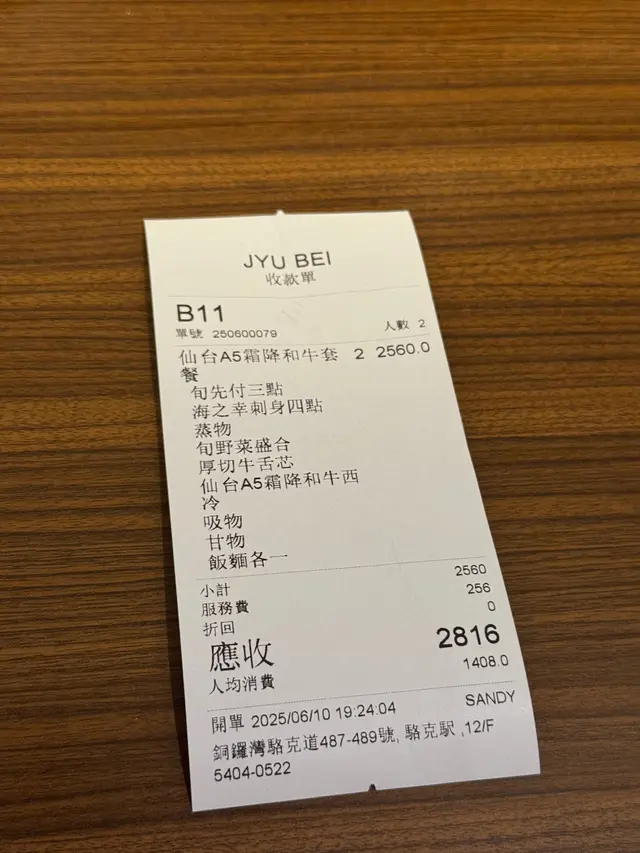 JYU BEI
收款單
B11
單號 250600079 人數 2
仙台A5霜降和牛套 2 2560.0
餐
旬先付三點
海之幸刺身四點
蒸物
旬野菜盛合
厚切牛舌芯
仙台A5霜降和牛西
冷
吸物
甘物
飯麵各一
小計 2560
服務費 256
折回 0
應收 2816
人均消費 1408.0
開單 2025/06/10 19:24:04 SANDY
銅鑼灣駱克道487-489號, 駱克駅 ,12/F
5404-0522